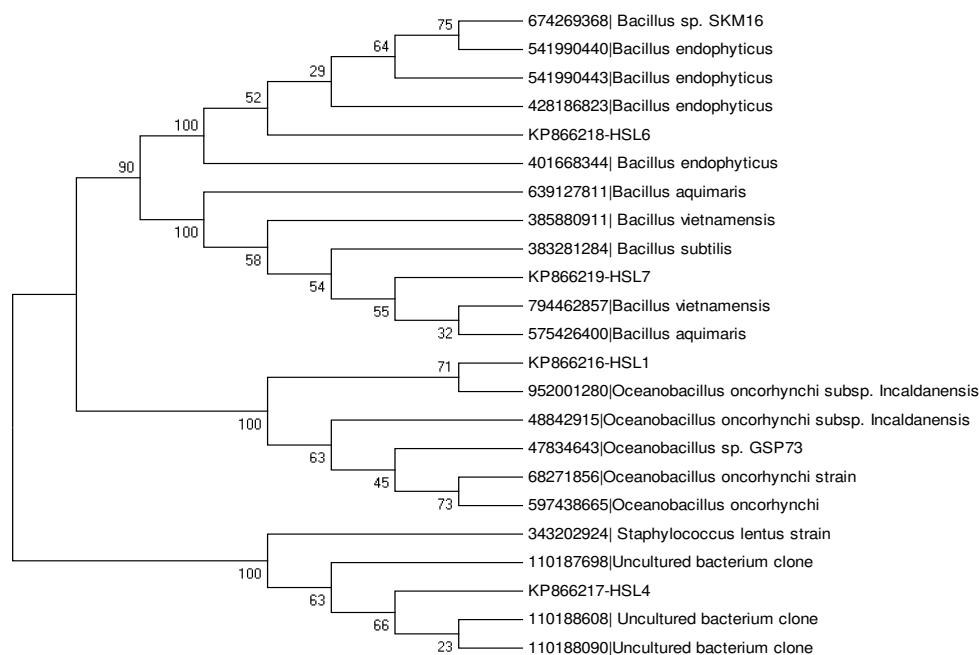 674269368| Bacillus sp. SKM16
75
541990440|Bacillus endophyticus
64
541990443|Bacillus endophyticus
29
428186823|Bacillus endophyticus
52
KP866218-HSL6
100
401668344| Bacillus endophyticus
90
639127811|Bacillus aquimaris
100
385880911| Bacillus vietnamensis
58
383281284| Bacillus subtilis
54
KP866219-HSL7
55
794462857|Bacillus vietnamensis
32
575426400|Bacillus aquimaris
KP866216-HSL1
71
952001280|Oceanobacillus oncorhynchi subsp. Incaldanensis
100
48842915|Oceanobacillus oncorhynchi subsp. Incaldanensis
63
47834643|Oceanobacillus sp. GSP73
45
68271856|Oceanobacillus oncorhynchi strain
73
597438665|Oceanobacillus oncorhynchi
343202924| Staphylococcus lentus strain
100
110187698|Uncultured bacterium clone
63
KP866217-HSL4
66
110188608| Uncultured bacterium clone
23
110188090|Uncultured bacterium clone